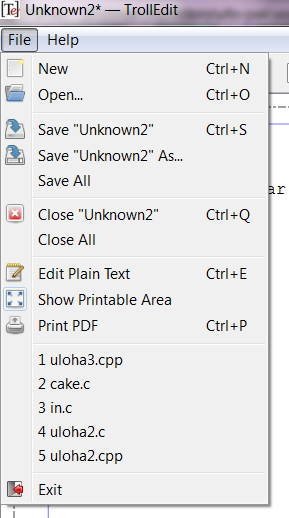 Unknown2* — TrollEdit
File Help
New Ctrl+N
Open... Ctrl+O
Save "Unknown2" Ctrl+S
Save "Unknown2" As...
Save All
Close "Unknown2" Ctrl+Q
Close All
Edit Plain Text Ctrl+E
Show Printable Area
Print PDF Ctrl+P
1 uloha3.cpp
2 cake.c
3 in.c
4 uloha2.c
5 uloha2.cpp
Exit